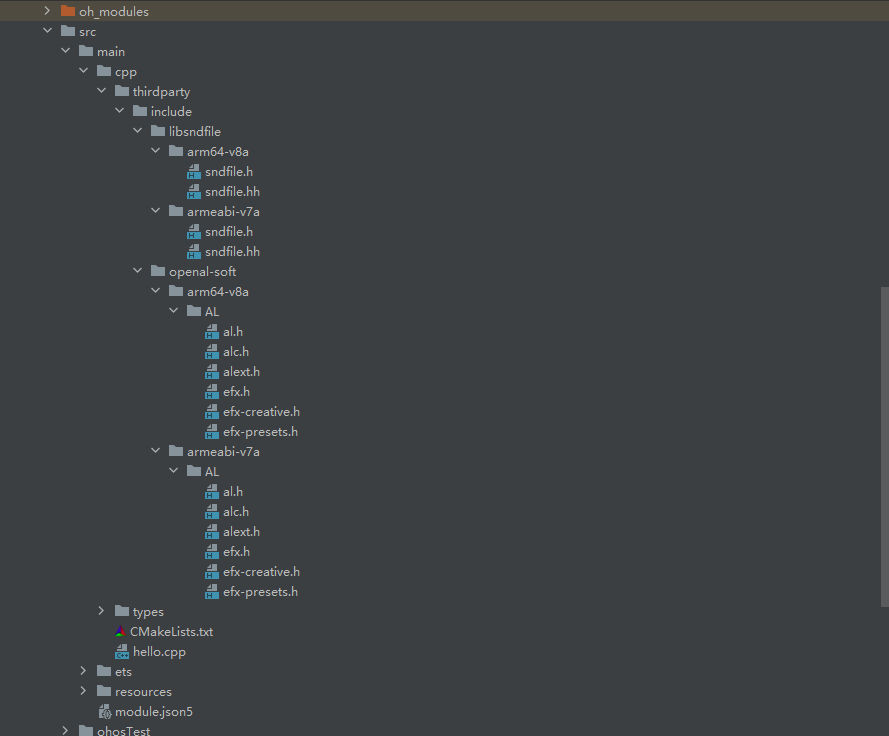 oh_modules
src
main
cpp
thirdparty
include
libsndfile
arm64-v8a
sndfile.h
sndfile.hh
armeabi-v7a
sndfile.h
sndfile.hh
openal-soft
arm64-v8a
AL
al.h
alc.h
alext.h
efx.h
efx-creative.h
efx-presets.h
armeabi-v7a
AL
al.h
alc.h
alext.h
efx.h
efx-creative.h
efx-presets.h
types
CMakeLists.txt
hello.cpp
ets
resources
module.json5
ohosTest